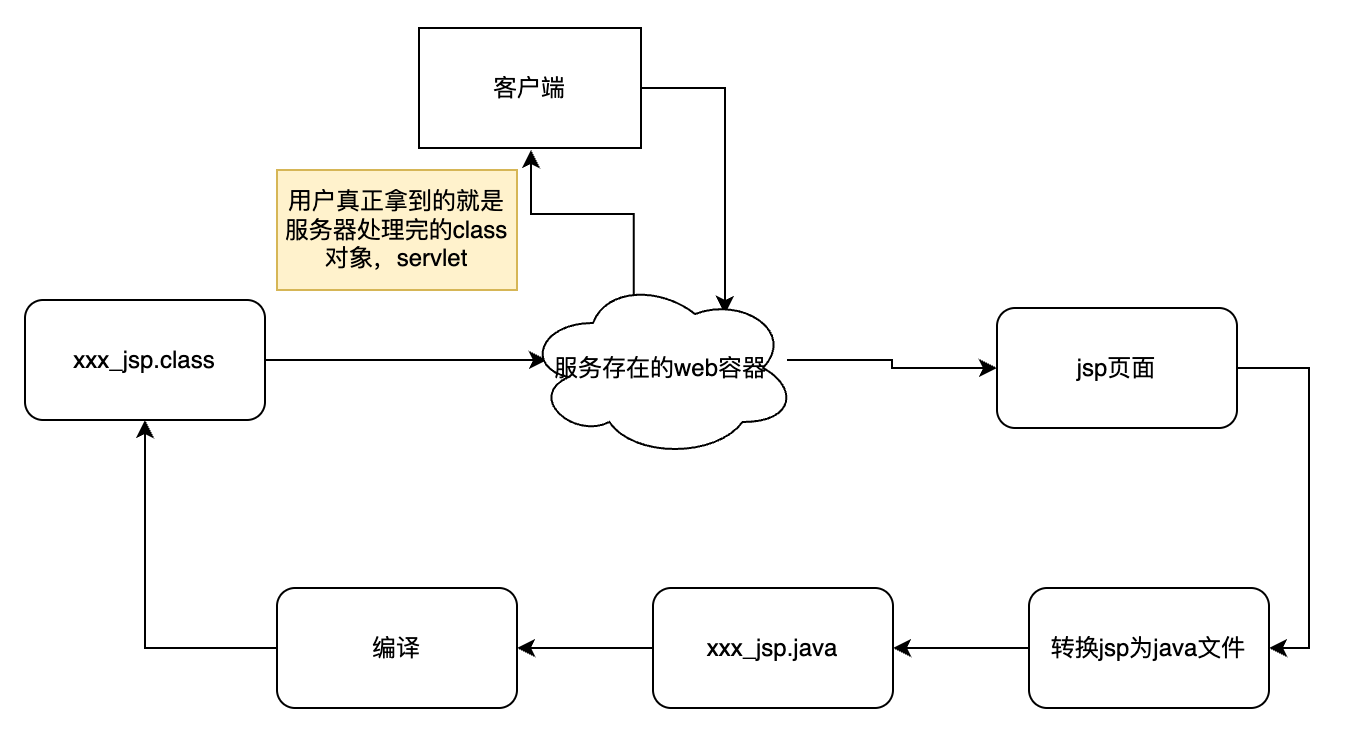 客户端
用户真正拿到的就是
服务器处理完的class
对象，servlet
xxx_jsp.class
服务存在的web容器
jsp页面
编译
xxx_jsp.java
转换jsp为java文件